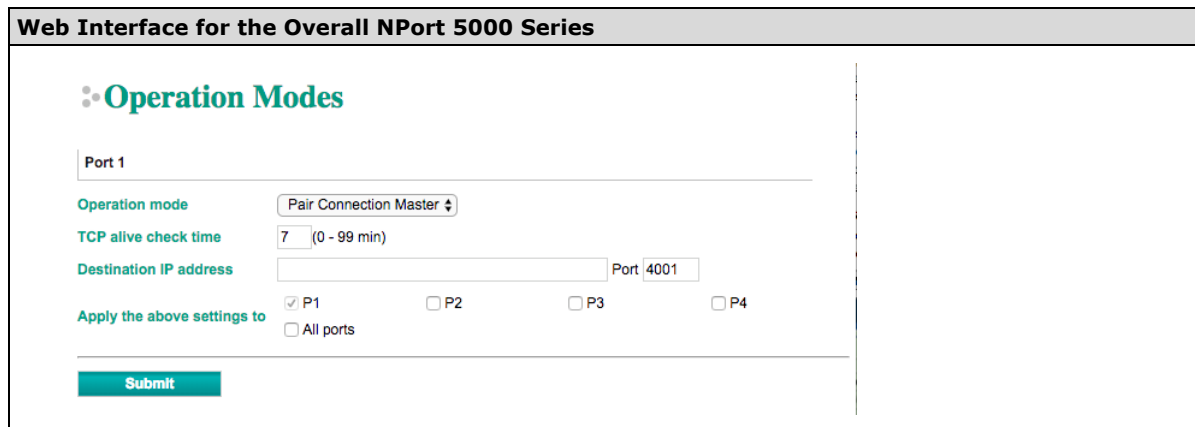 Web Interface for the Overall NPort 5000 Series
Operation Modes
Port 1
Operation mode Pair Connection Master
TCP alive check time 7 (0 - 99 min)
Destination IP address Port 4001
Apply the above settings to P1 P2 P3 P4
All ports
Submit